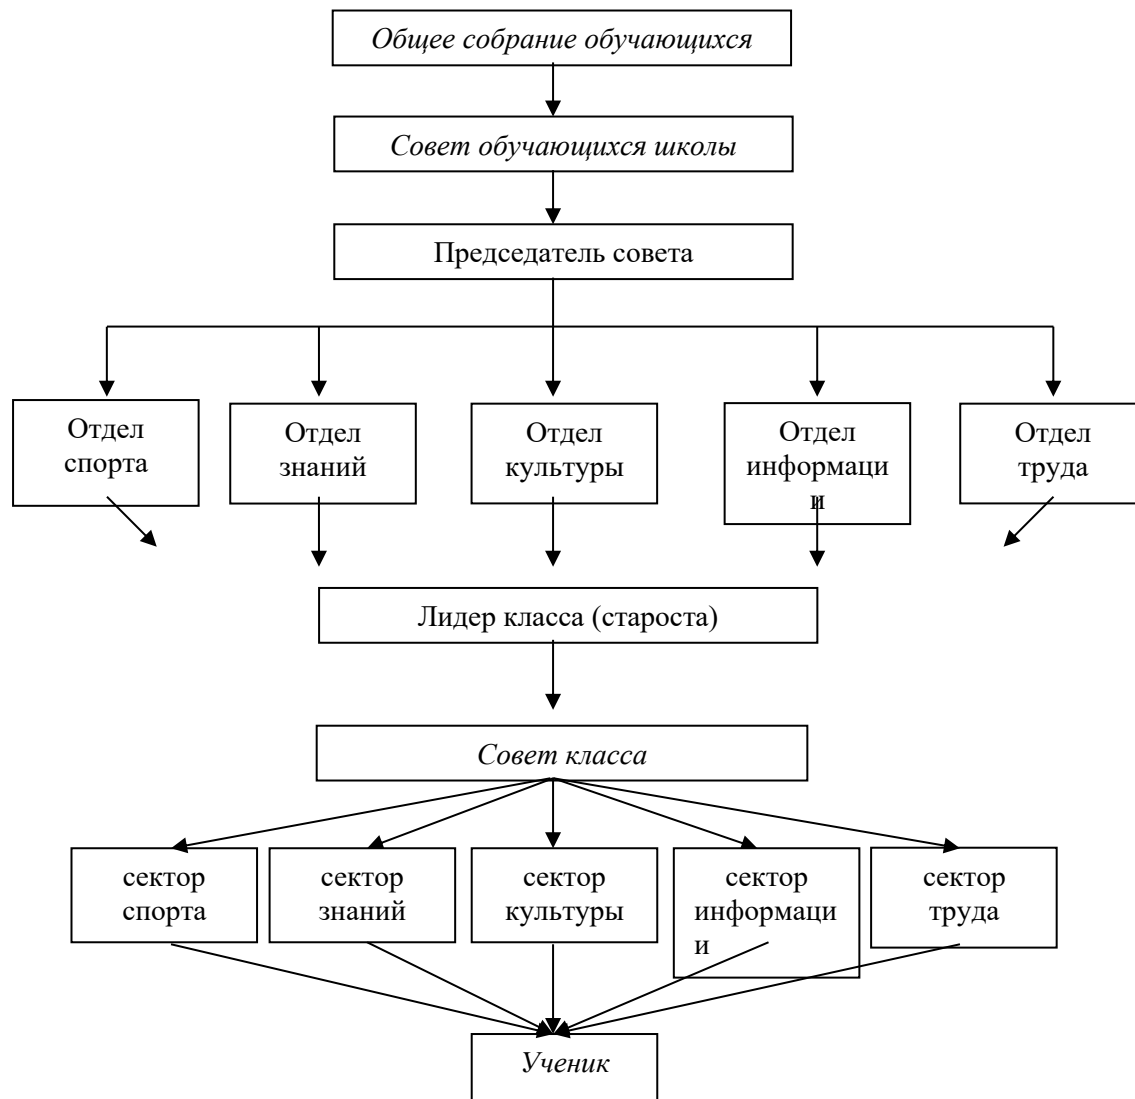 Общее собрание обучающихся
Совет обучающихся школы
Председатель совета
Отдел
спорта
Отдел
знаний
Отдел
культуры
Отдел
информаци
и
Отдел
труда
Лидер класса (староста)
Совет класса
сектор
спорта
сектор
знаний
сектор
культуры
сектор
информаци
и
сектор
труда
Ученик